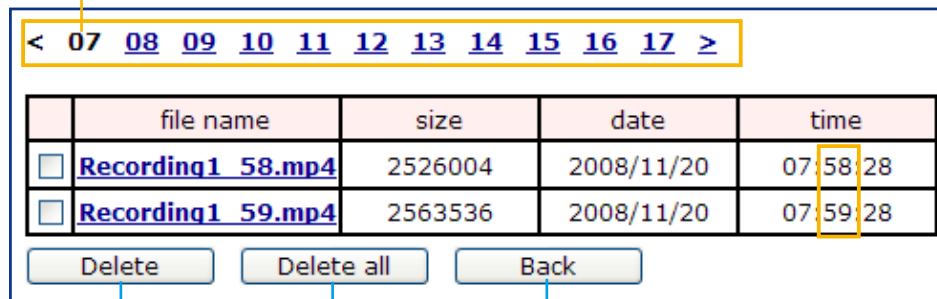 < 07 08 09 10 11 12 13 14 15 16 17 >
file name size date time
Recording1_58.mp4 2526004 2008/11/20 07:58:28
Recording1_59.mp4 2563536 2008/11/20 07:59:28
Delete Delete all Back